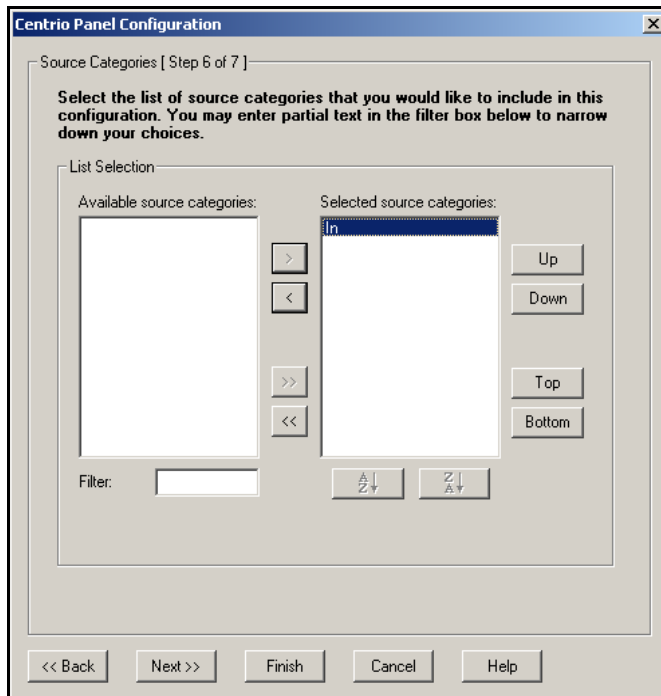 Centrio Panel Configuration
Source Categories [ Step 6 of 7 ]
Select the list of source categories that you would like to include in this
configuration. You may enter partial text in the filter box below to narrow
down your choices.
List Selection
Available source categories:
Selected source categories:
In
>
<
>>
<<
Up
Down
Top
Bottom
Filter:
A
Z
Z
A
<< Back
Next >>
Finish
Cancel
Help